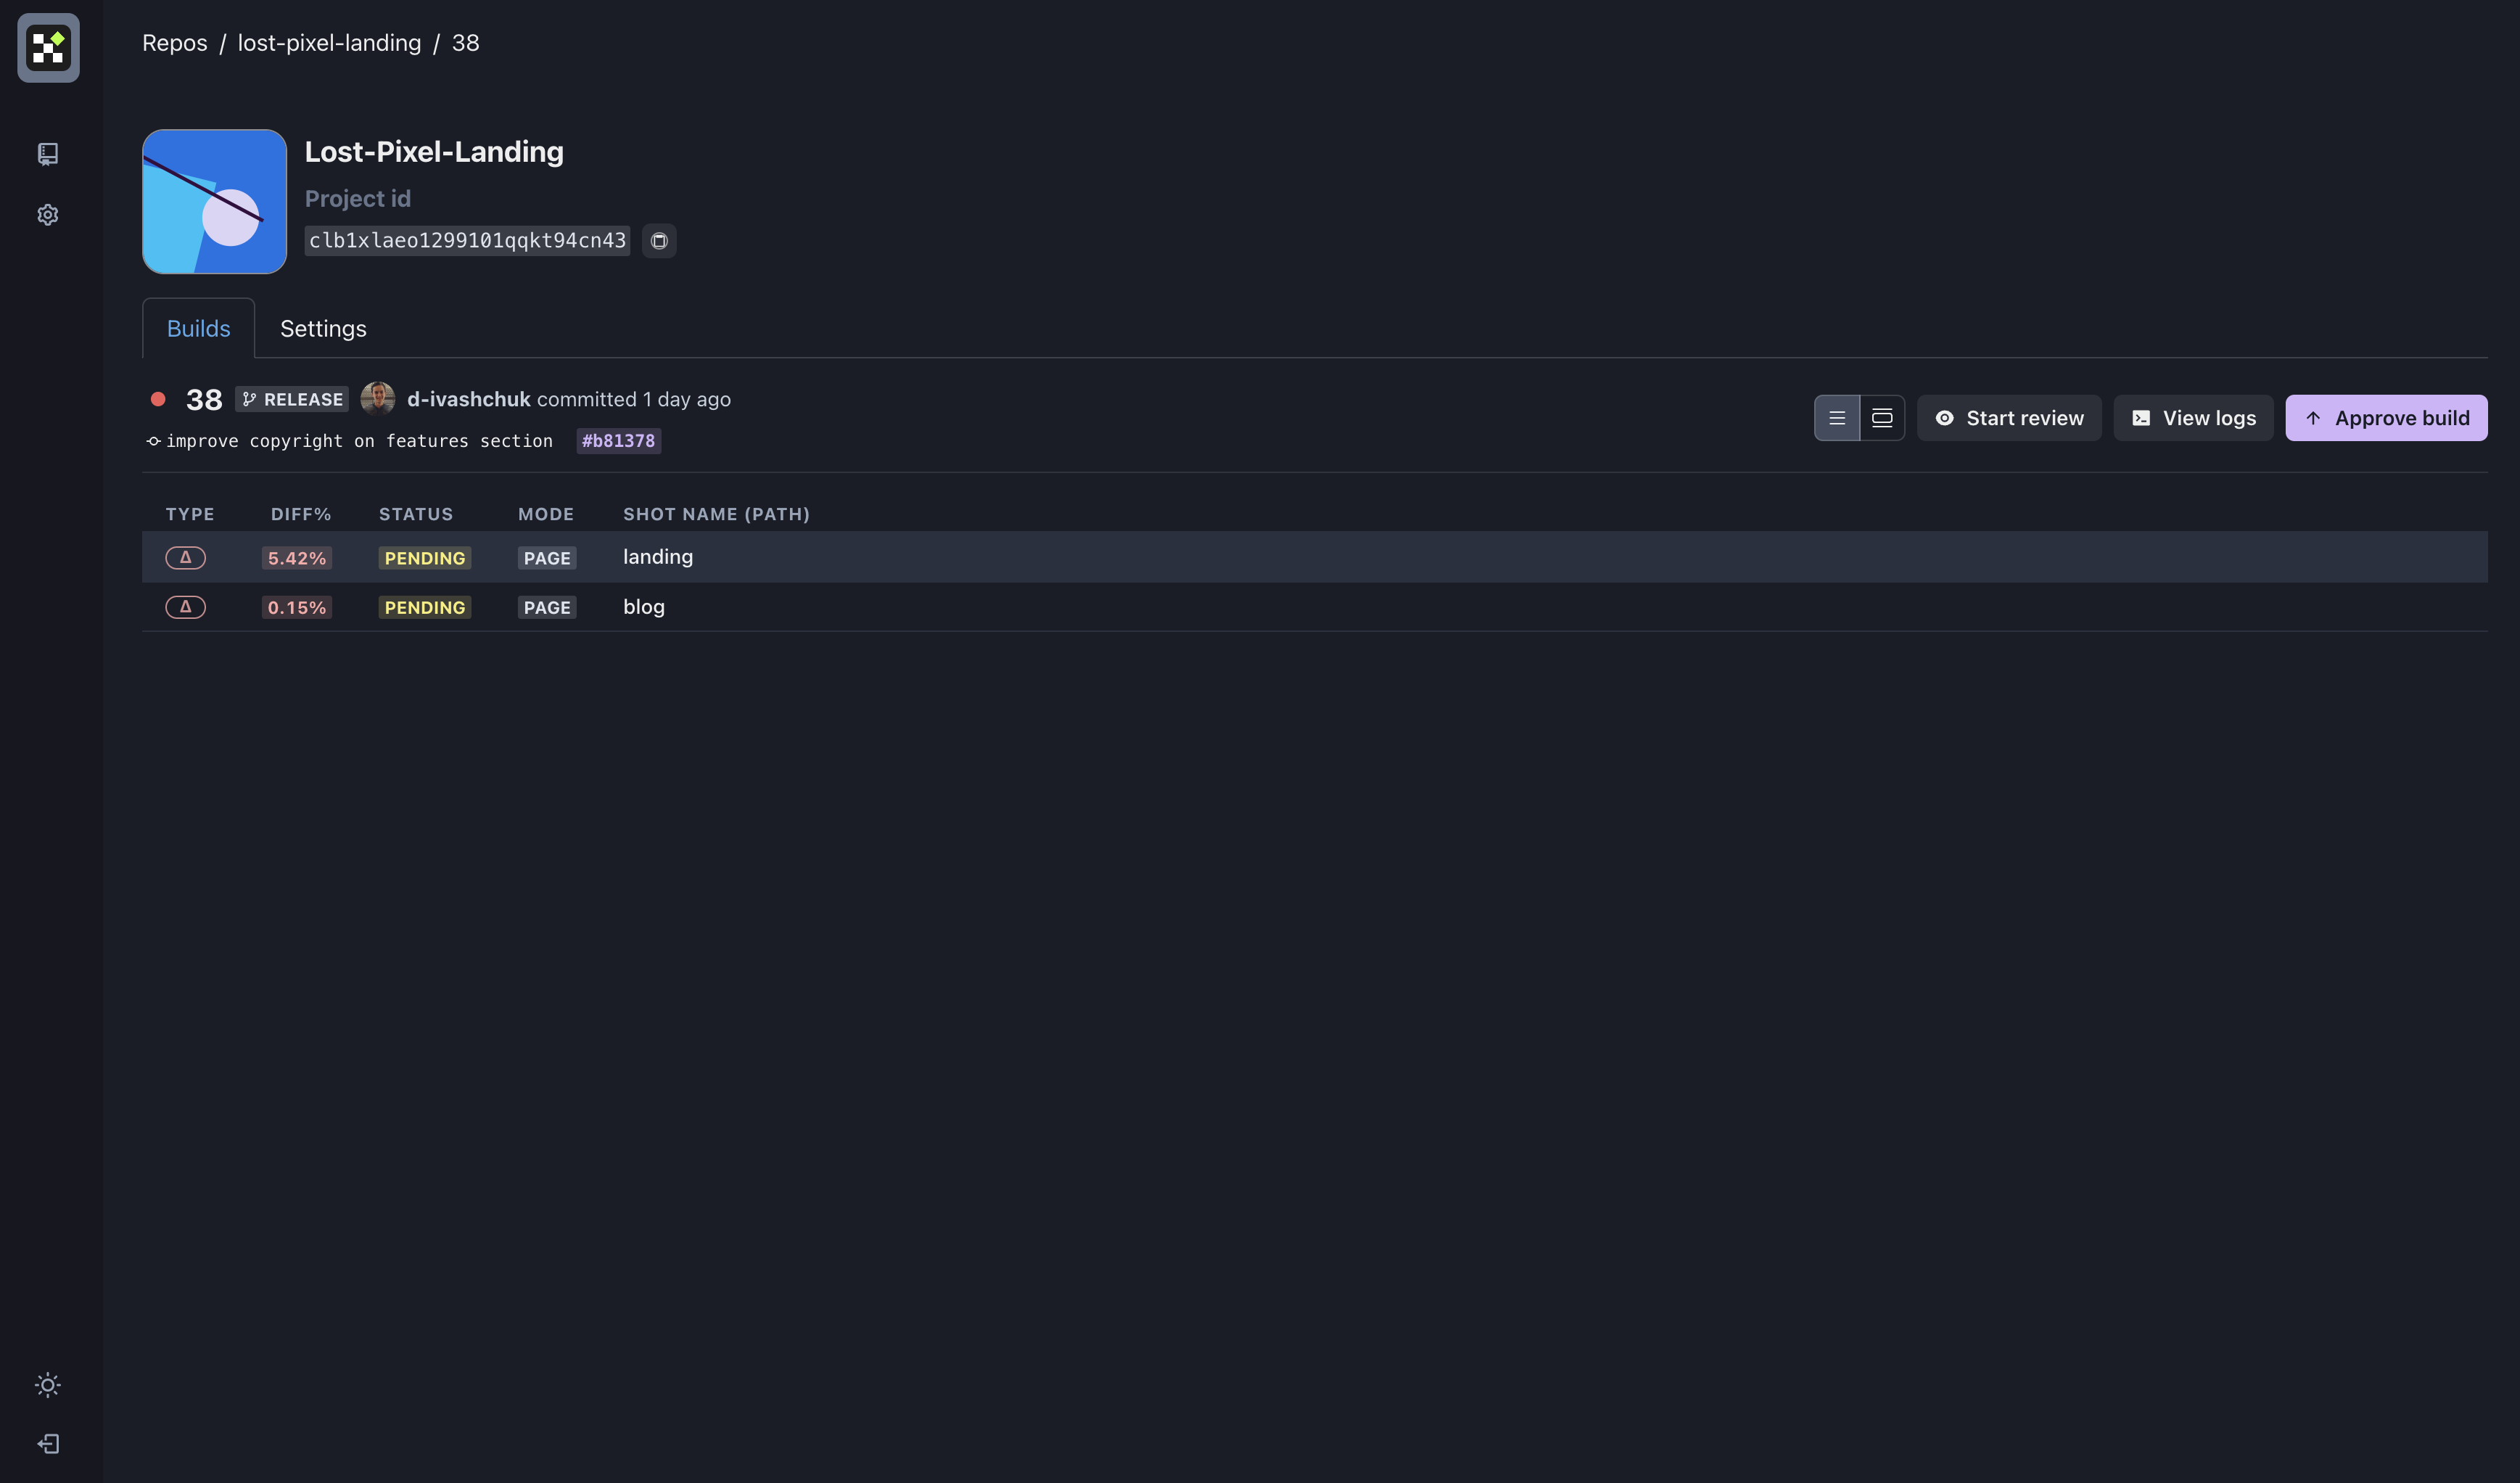 Repos / lost-pixel-landing / 38
Lost-Pixel-Landing
Project id
clb1xlaeo1299101qqkt94cn43
Builds Settings
38 RELEASE d-ivashchuk committed 1 day ago
improve copyright on features section #b81378
Start review View logs Approve build
TYPE DIFF% STATUS MODE SHOT NAME (PATH)
Δ 5.42% PENDING PAGE landing
Δ 0.15% PENDING PAGE blog